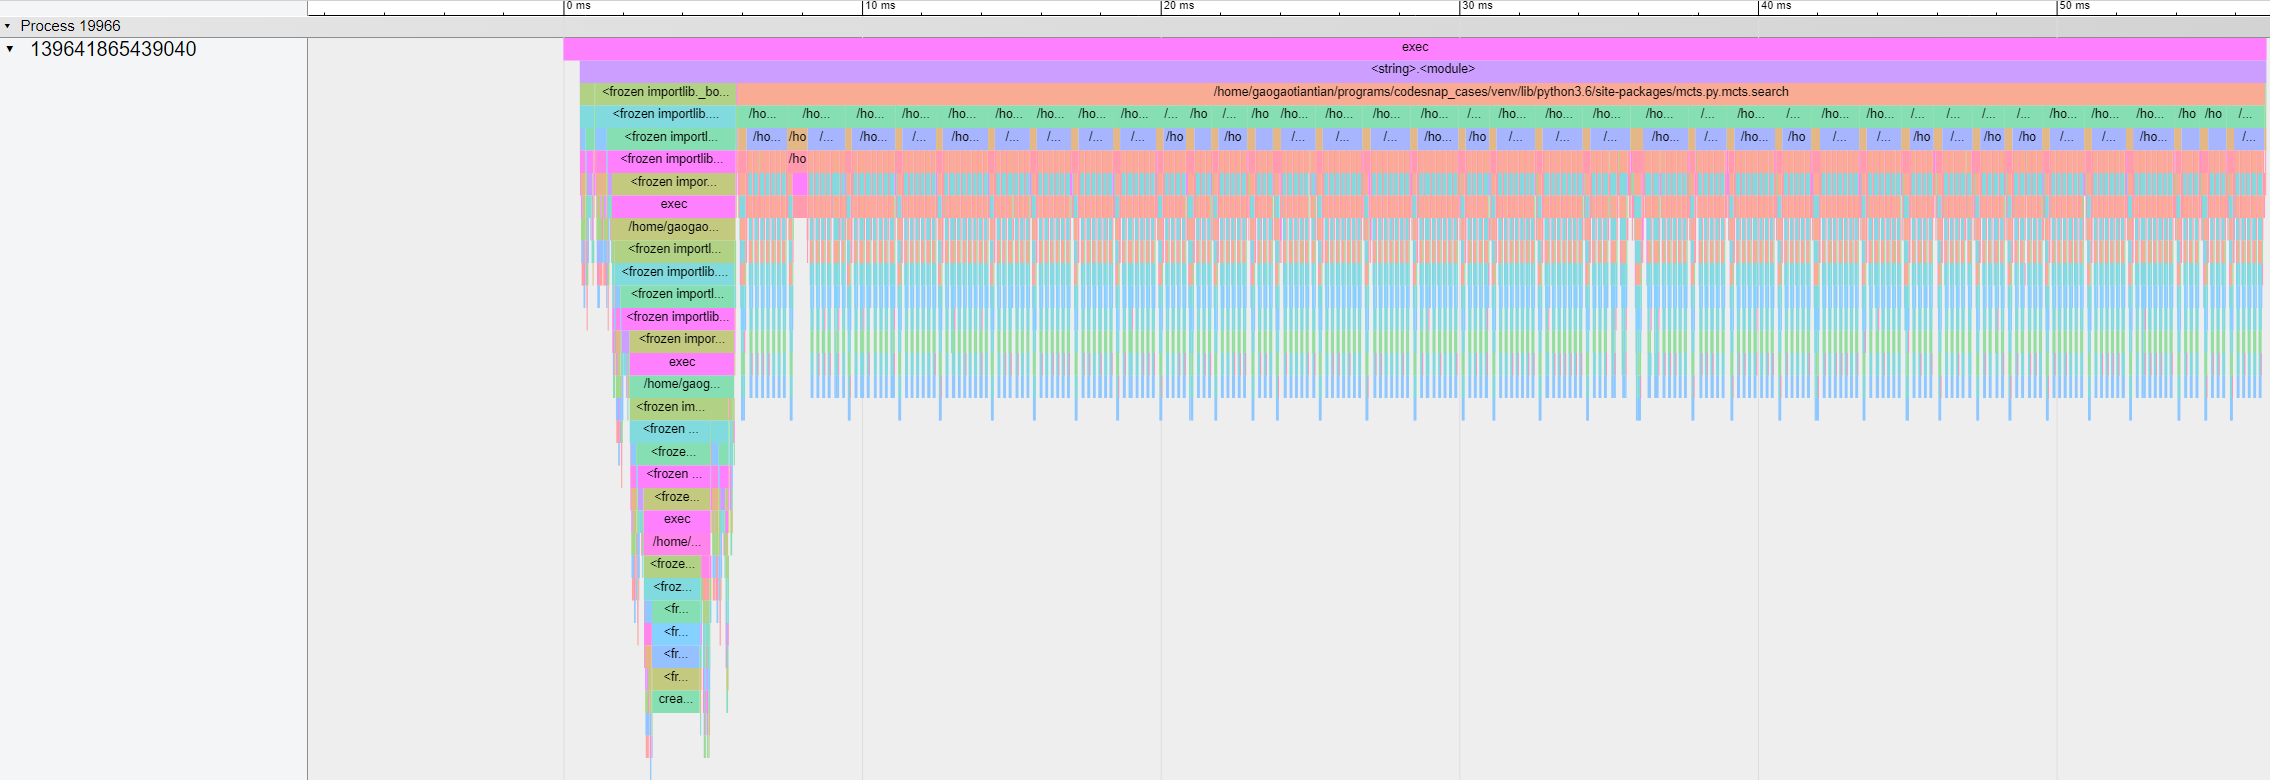 0 ms 10 ms 20 ms 30 ms 40 ms 50 ms
Process 19966
139641865439040
exec
<string>.<module>
<frozen importlib._bo... /home/gaogaotiantian/programs/codesnap_cases/venv/lib/python3.6/site-packages/mcts.py.mcts.search
<frozen importlib.... /ho... /ho... /ho... /ho... /ho... /ho... /ho... /ho... /ho... /... /ho /... /ho /ho... /... /ho... /ho... /ho... /ho... /ho... /ho... /ho... /... /ho... /ho... /ho... /ho... /... /... /... /... /ho... /ho... /ho... /ho /ho /...
<frozen importl... /ho... /ho /... /ho... /... /ho... /... /... /... /... /ho /... /ho /... /... /... /ho... /ho /... /... /... /ho... /... /ho... /ho /... /... /ho /... /ho /ho /... /... /ho... /ho /...
<frozen importlib... /ho
<frozen impor...
exec
/home/gaogao...
<frozen importl...
<frozen importlib....
<frozen importl...
<frozen importlib...
<frozen impor...
exec
/home/gaog...
<frozen im...
<frozen ...
<froze...
<frozen ...
<froze...
exec
/home/...
<froze...
<froz...
<fr...
<fr...
<fr...
<fr...
crea...